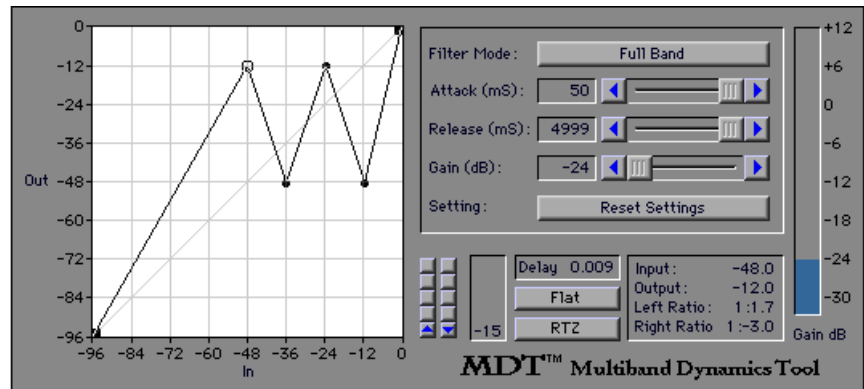 0
-12
-24
-36
Out -48
-60
-72
-84
-96
-96 -84 -72 -60 -48 -36 -24 -12 0
In
Filter Mode: Full Band
Attack (mS): 50
Release (mS): 4999
Gain (dB): -24
Setting: Reset Settings
-15
Delay 0.009
Flat
RTZ
Input: -48.0
Output: -12.0
Left Ratio: 1:1.7
Right Ratio 1:-3.0
+12
+6
0
-6
-12
-18
-24
-30
Gain dB
MDT™ Multiband Dynamics Tool